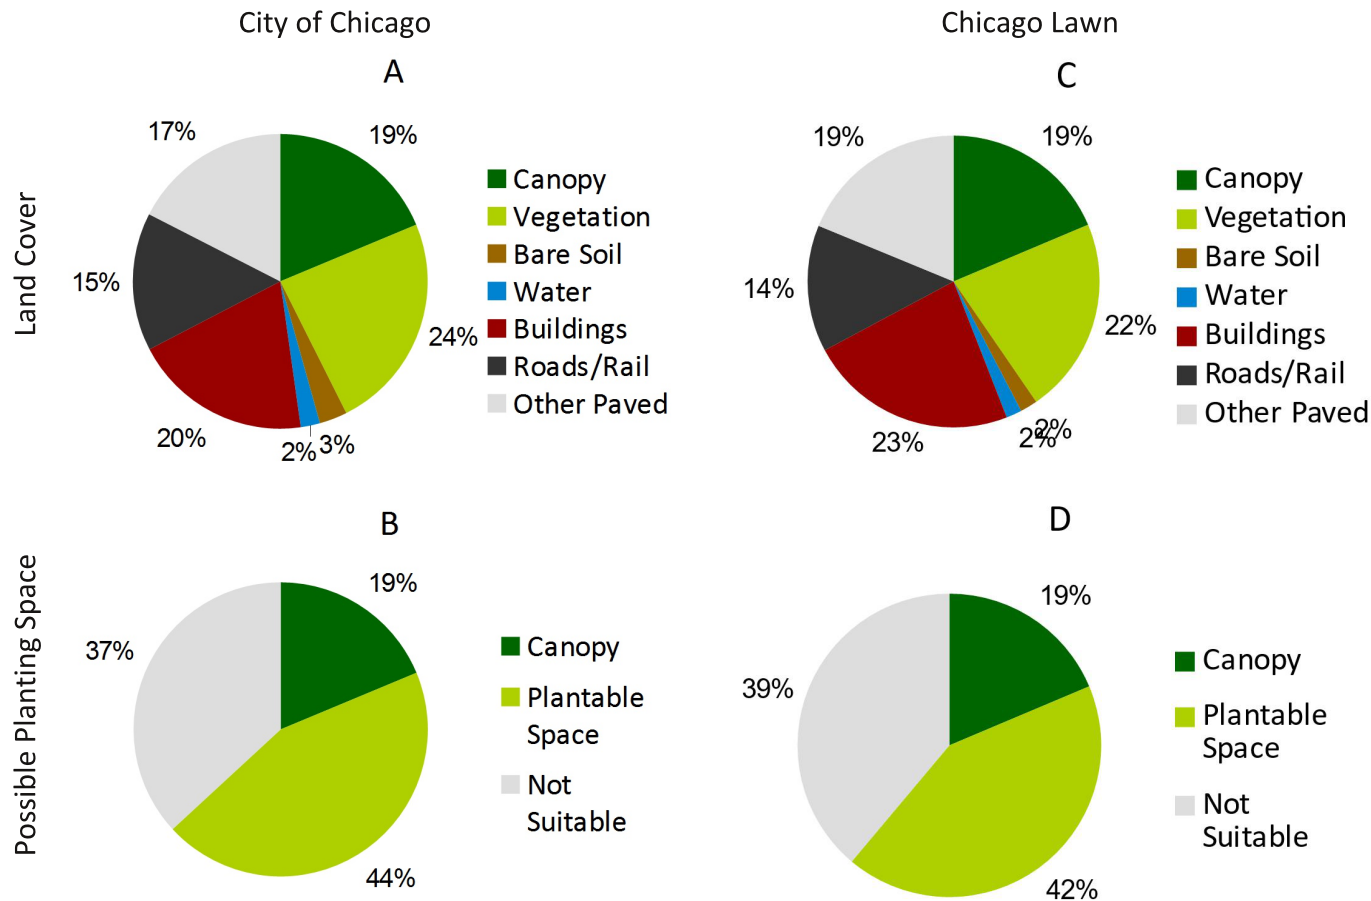 City of Chicago
Chicago Lawn
Land Cover
A
17%
19%
15%
24%
20%
2%
3%
Canopy
Vegetation
Bare Soil
Water
Buildings
Roads/Rail
Other Paved
C
19%
19%
14%
22%
23%
2%
2%
Canopy
Vegetation
Bare Soil
Water
Buildings
Roads/Rail
Other Paved
Possible Planting Space
B
19%
37%
44%
Canopy
Plantable
Space
Not
Suitable
D
19%
39%
42%
Canopy
Plantable
Space
Not
Suitable